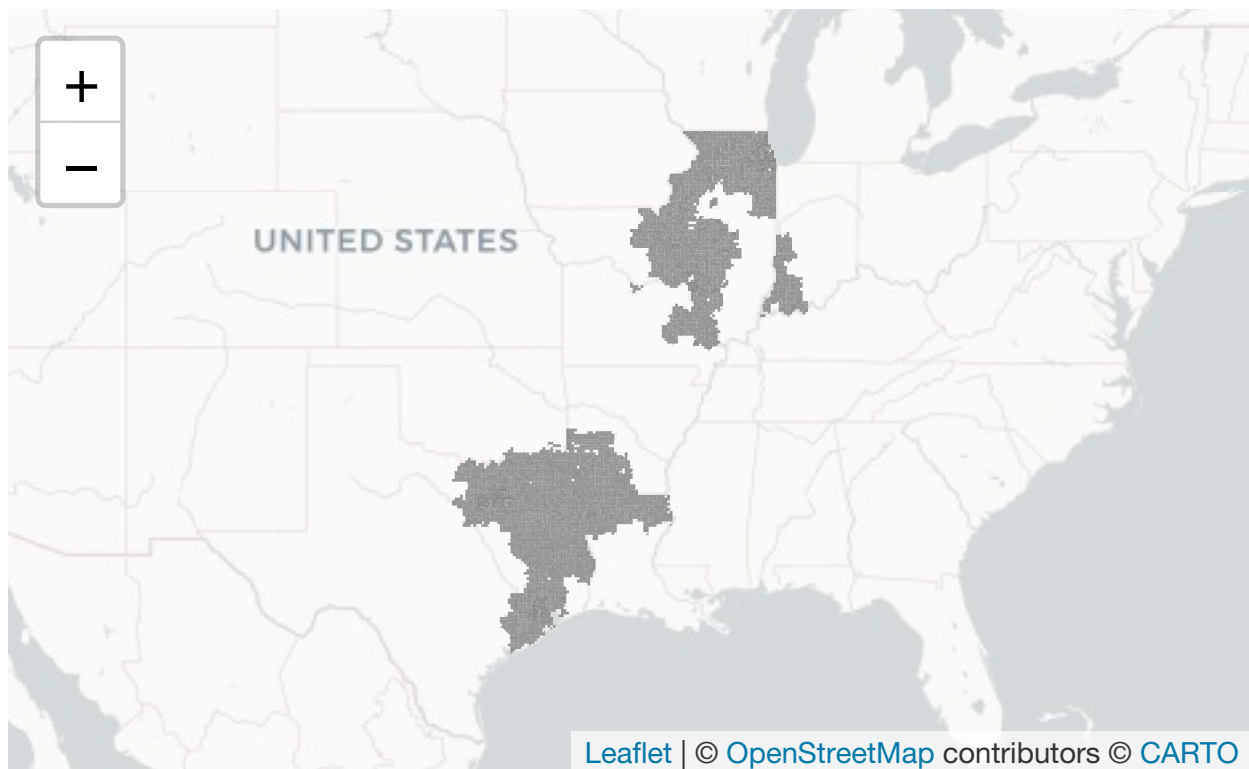 +
−
UNITED STATES
Leaflet | © OpenStreetMap contributors © CARTO